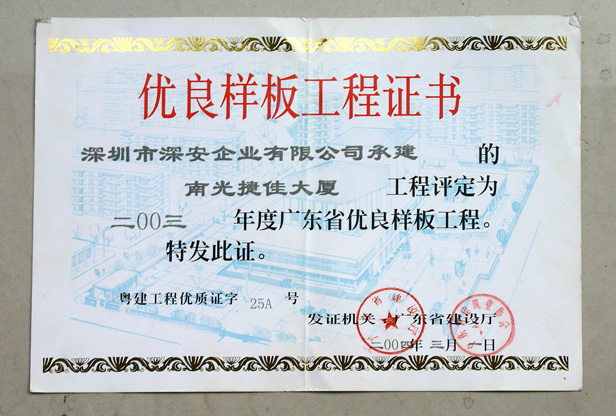 优良样板工程证书
深圳市深安企业有限公司承建 的
南光捷佳大厦 工程评定为
二00三 年度广东省优良样板工程。
特发此证。
粤建工程优质证字 25A 号
发证机关 广东省建设厅
二00四年 三月 一日